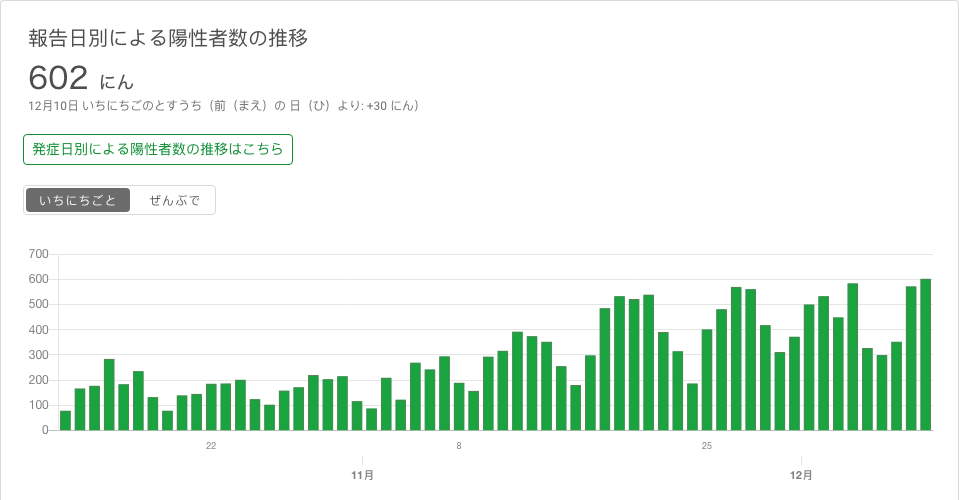 報告日別による陽性者数の推移
602 にん
12月10日 いちにちごのとすうち（前（まえ）の 日（ひ）より: +30 にん）
発症日別による陽性者数の推移はこちら
いちにちごと ぜんぶで
700
600
500
400
300
200
100
0
22 8 25
11月 12月